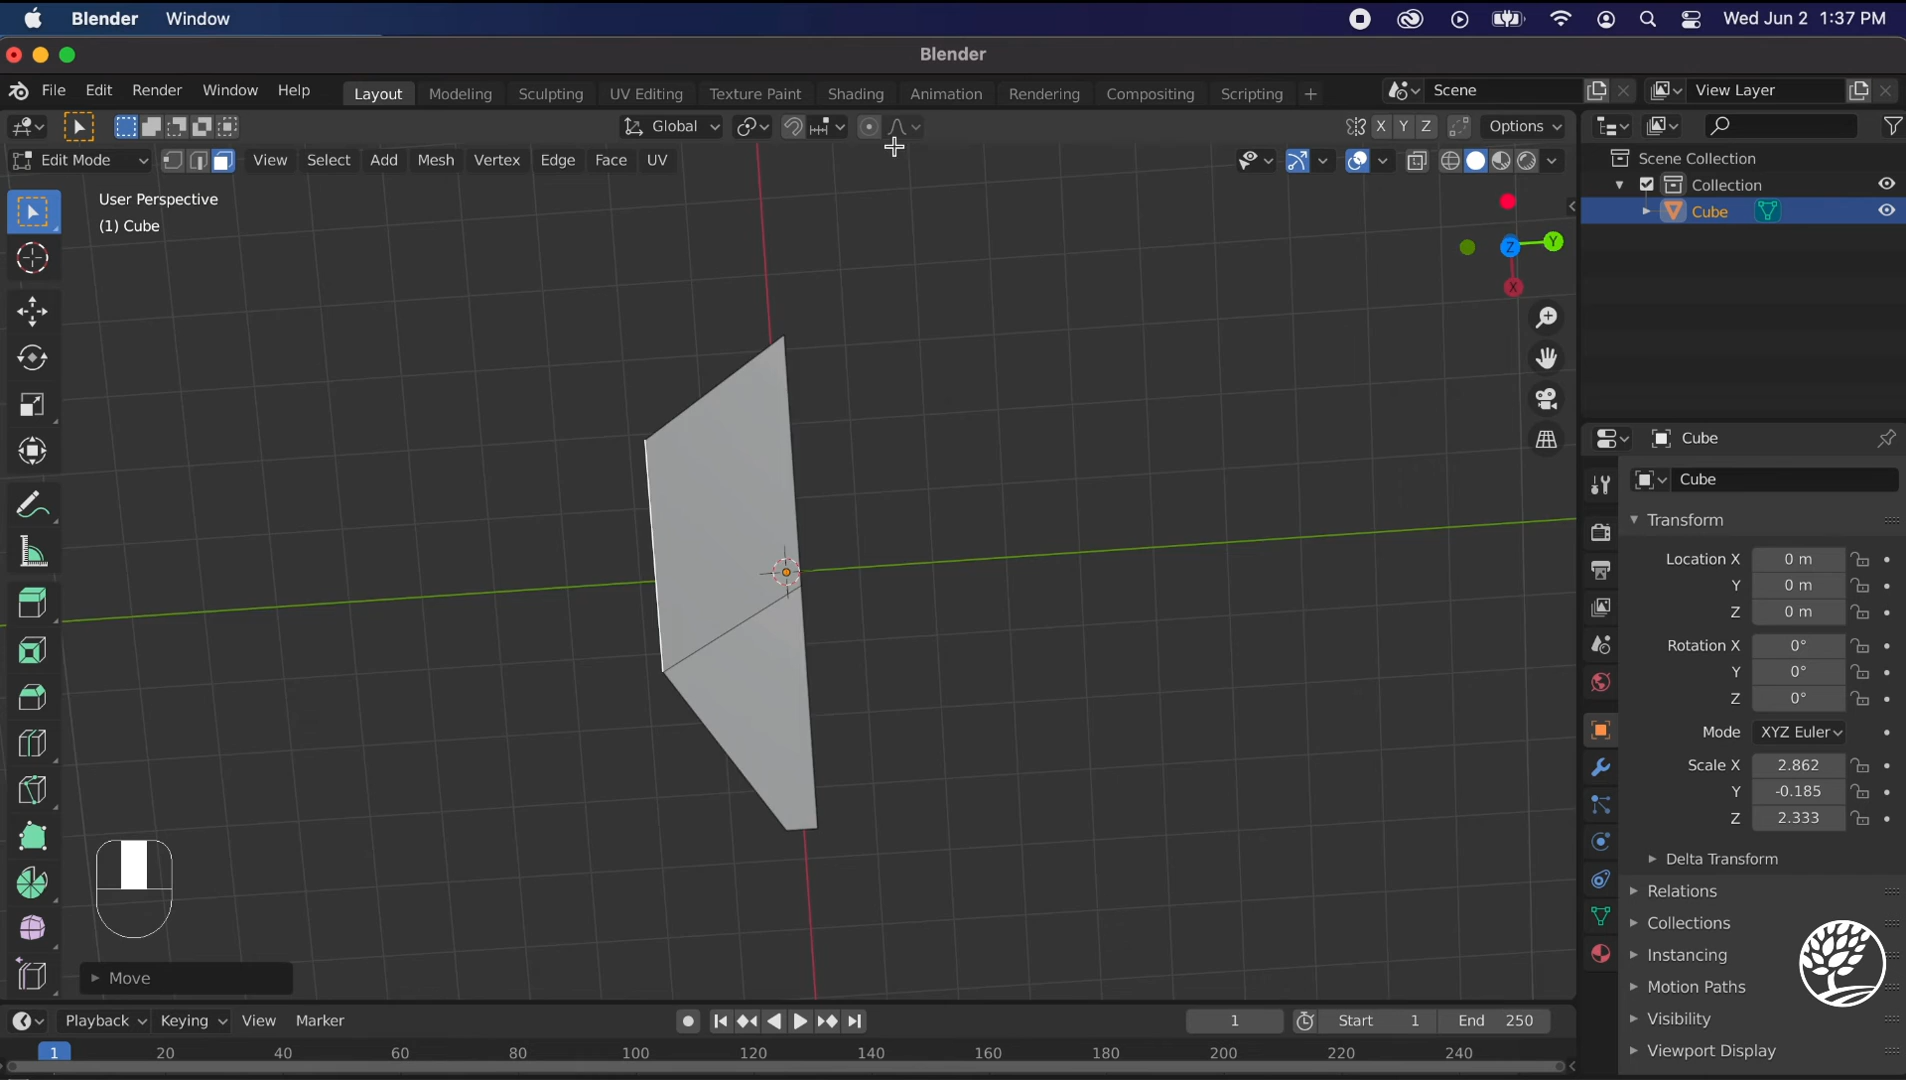 Blender Window Wed Jun 2 1:37 PM
Blender
File Edit Render Window Help Layout Modeling Sculpting UV Editing Texture Paint Shading Animation Rendering Compositing Scripting + Scene View Layer
Global X Y Z Options
Edit Mode View Select Add Mesh Vertex Edge Face UV
Scene Collection
Collection
Cube
User Perspective
(1) Cube
Y
Z
X
Cube
Cube
Transform
Location X 0 m
Y 0 m
Z 0 m
Rotation X 0°
Y 0°
Z 0°
Mode XYZ Euler
Scale X 2.862
Y -0.185
Z 2.333
Delta Transform
Relations
Collections
Instancing
Motion Paths
Visibility
Viewport Display
Move
Playback Keying View Marker 1 Start 1 End 250
1 20 40 60 80 100 120 140 160 180 200 220 240